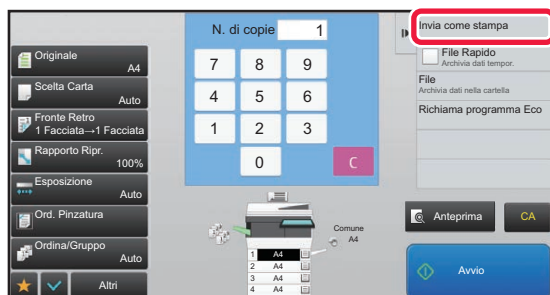 N. di copie 1
Originale
A4
Scelta Carta
Auto
Fronte Retro
1 Facciata→1 Facciata
Rapporto Ripr.
100%
Esposizione
Auto
Ord. Pinzatura
Ordina/Gruppo
Auto
Altri
7 8 9
4 5 6
1 2 3
0 C
Comune
A4
1 A4
2 A4
3 A4
4 A4
Invia come stampa
File Rapido
Archivia dati tempor.
File
Archivia dati nella cartella
Richiama programma Eco
Anteprima
CA
Avvio